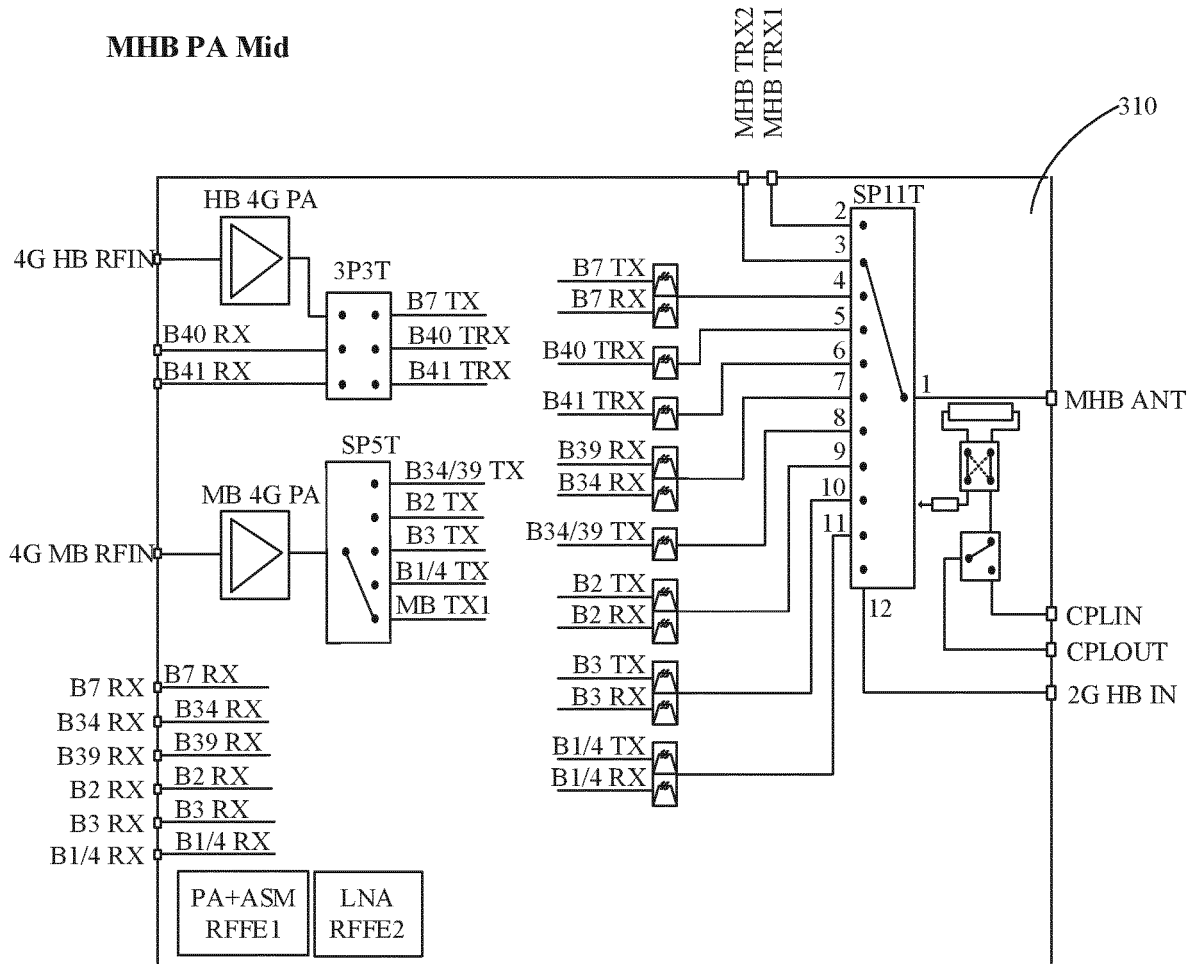 MHB PA Mid
MHB TRX2
MHB TRX1
310
HB 4G PA
4G HB RFIN
3P3T
B7 TX
B40 RX
B40 TRX
B41 RX
B41 TRX
SP5T
MB 4G PA
4G MB RFIN
B34/39 TX
B2 TX
B3 TX
B1/4 TX
MB TX1
B7 RX
B7 RX
B34 RX
B34 RX
B39 RX
B39 RX
B2 RX
B2 RX
B3 RX
B3 RX
B1/4 RX
B1/4 RX
PA+ASM
RFFE1
LNA
RFFE2
B7 TX
B7 RX
B40 TRX
B41 TRX
B39 RX
B34 RX
B34/39 TX
B2 TX
B2 RX
B3 TX
B3 RX
B1/4 TX
B1/4 RX
SP11T
2
3
4
5
6
7
8
9
10
11
12
1
MHB ANT
CPLIN
CPLOUT
2G HB IN